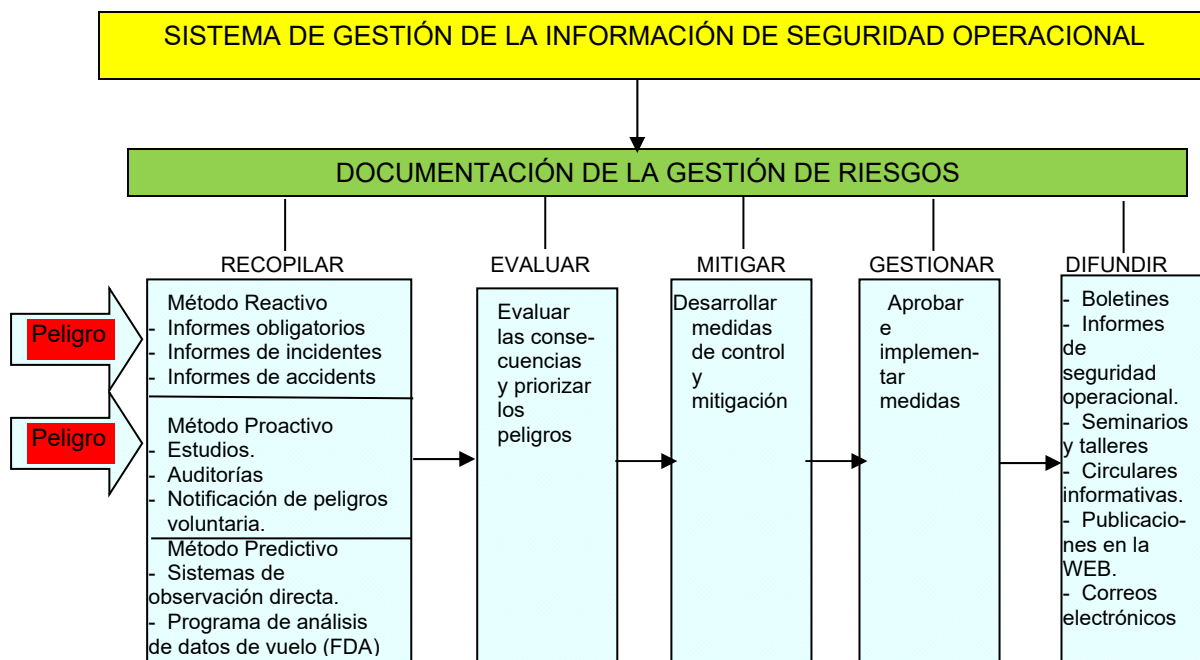 SISTEMA DE GESTIÓN DE LA INFORMACIÓN DE SEGURIDAD OPERACIONAL
DOCUMENTACIÓN DE LA GESTIÓN DE RIESGOS
RECOPILAR
Peligro
Peligro
Método Reactivo
- Informes obligatorios
- Informes de incidentes
- Informes de accidents
Método Proactivo
- Estudios.
- Auditorías
- Notificación de peligros
voluntaria.
Método Predictivo
- Sistemas de
observación directa.
- Programa de análisis
de datos de vuelo (FDA)
EVALUAR
Evaluar
las conse-
cuencias
y priorizar
los
peligros
MITIGAR
Desarrollar
medidas
de control
y
mitigación
GESTIONAR
Aprobar
e
implemen-
tar
medidas
DIFUNDIR
- Boletines
- Informes
de
seguridad
operacional.
- Seminarios
y talleres
- Circulares
informativas.
- Publicacio-
nes en la
WEB.
- Correos
electrónicos